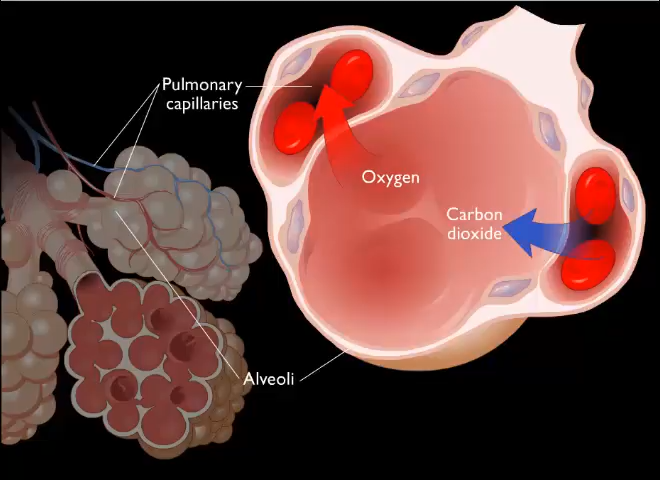 Pulmonary
capillaries
Oxygen
Carbon
dioxide
Alveoli